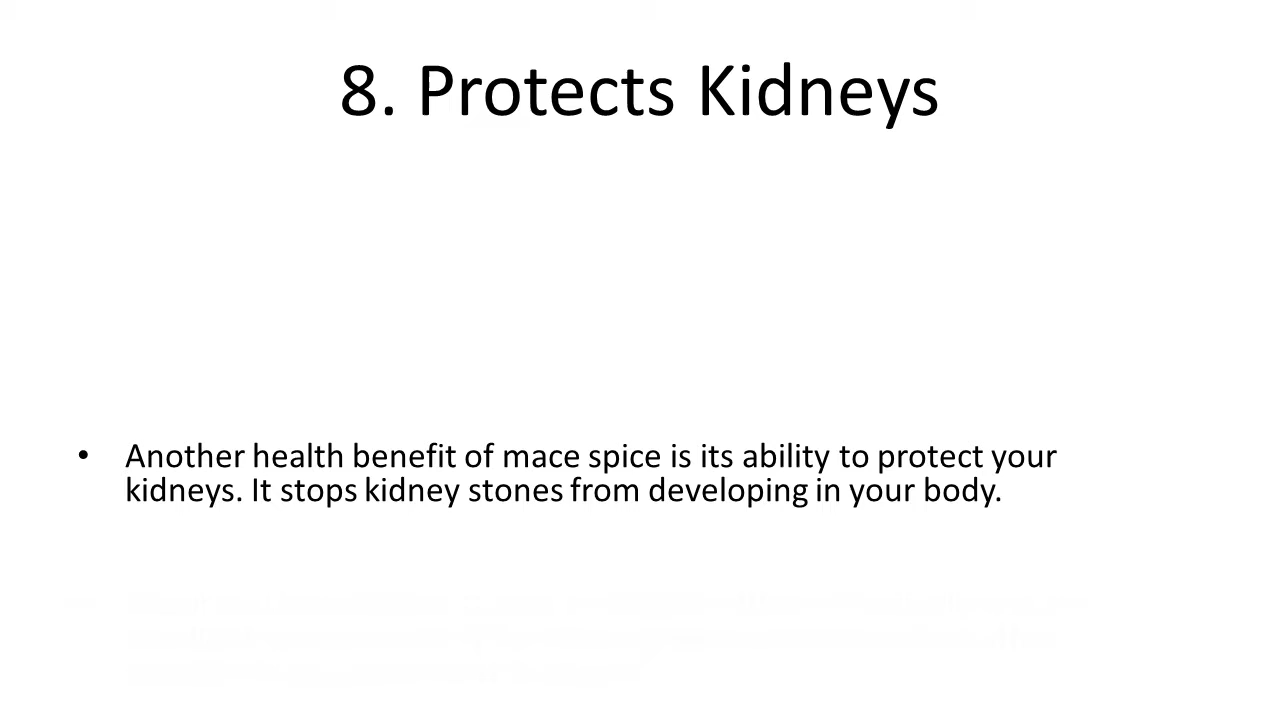 8. Protects Kidneys
• Another health benefit of mace spice is its ability to protect your
kidneys. It stops kidney stones from developing in your body.